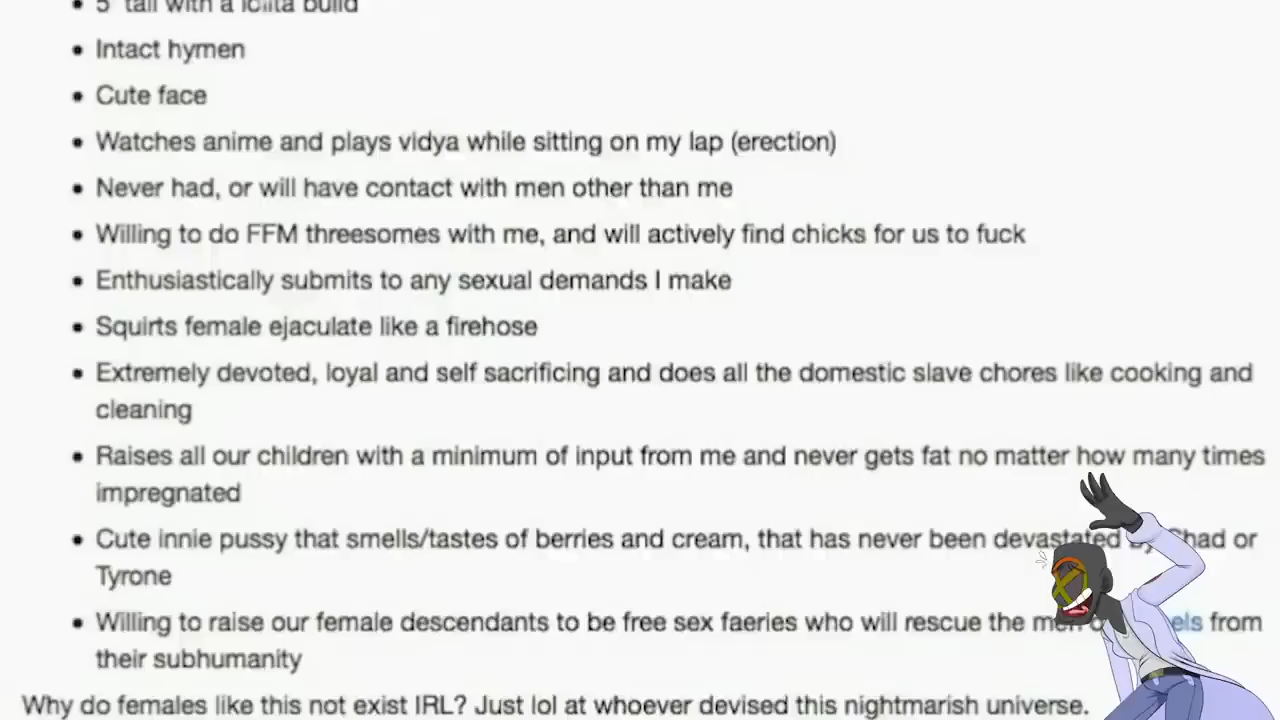 • 5' tall with a build
• Intact hymen
• Cute face
• Watches anime and plays vidya while sitting on my lap (erection)
• Never had, or will have contact with men other than me
• Willing to do FFM threesomes with me, and will actively find chicks for us to fuck
• Enthusiastically submits to any sexual demands I make
• Squirts female ejaculate like a firehose
• Extremely devoted, loyal and self sacrificing and does all the domestic slave chores like cooking and
cleaning
• Raises all our children with a minimum of input from me and never gets fat no matter how many times
impregnated
• Cute innie pussy that smells/tastes of berries and cream, that has never been devastated by Chad or
Tyrone
• Willing to raise our female descendants to be free sex faeries who will rescue the from
their subhumanity
Why do females like this not exist IRL? Just lol at whoever devised this nightmarish universe.